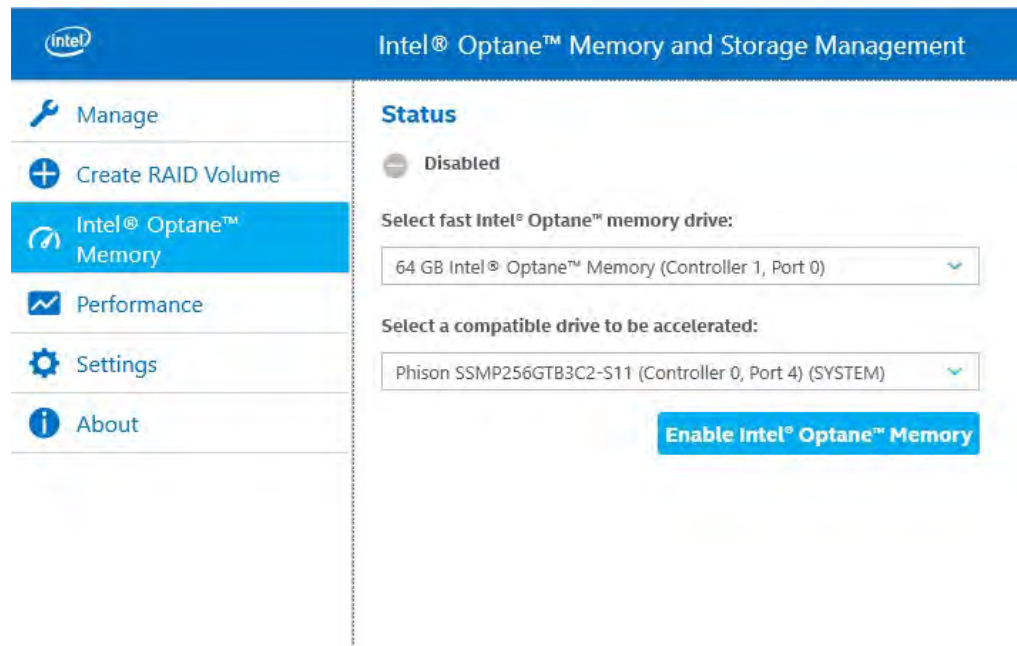 intel
Intel® Optane™ Memory and Storage Management
Manage
Create RAID Volume
Intel® Optane™
Memory
Performance
Settings
About
Status
Disabled
Select fast Intel® Optane™ memory drive:
64 GB Intel® Optane™ Memory (Controller 1, Port 0)
Select a compatible drive to be accelerated:
Phison SSMP256GTB3C2-S11 (Controller 0, Port 4) (SYSTEM)
Enable Intel® Optane™ Memory